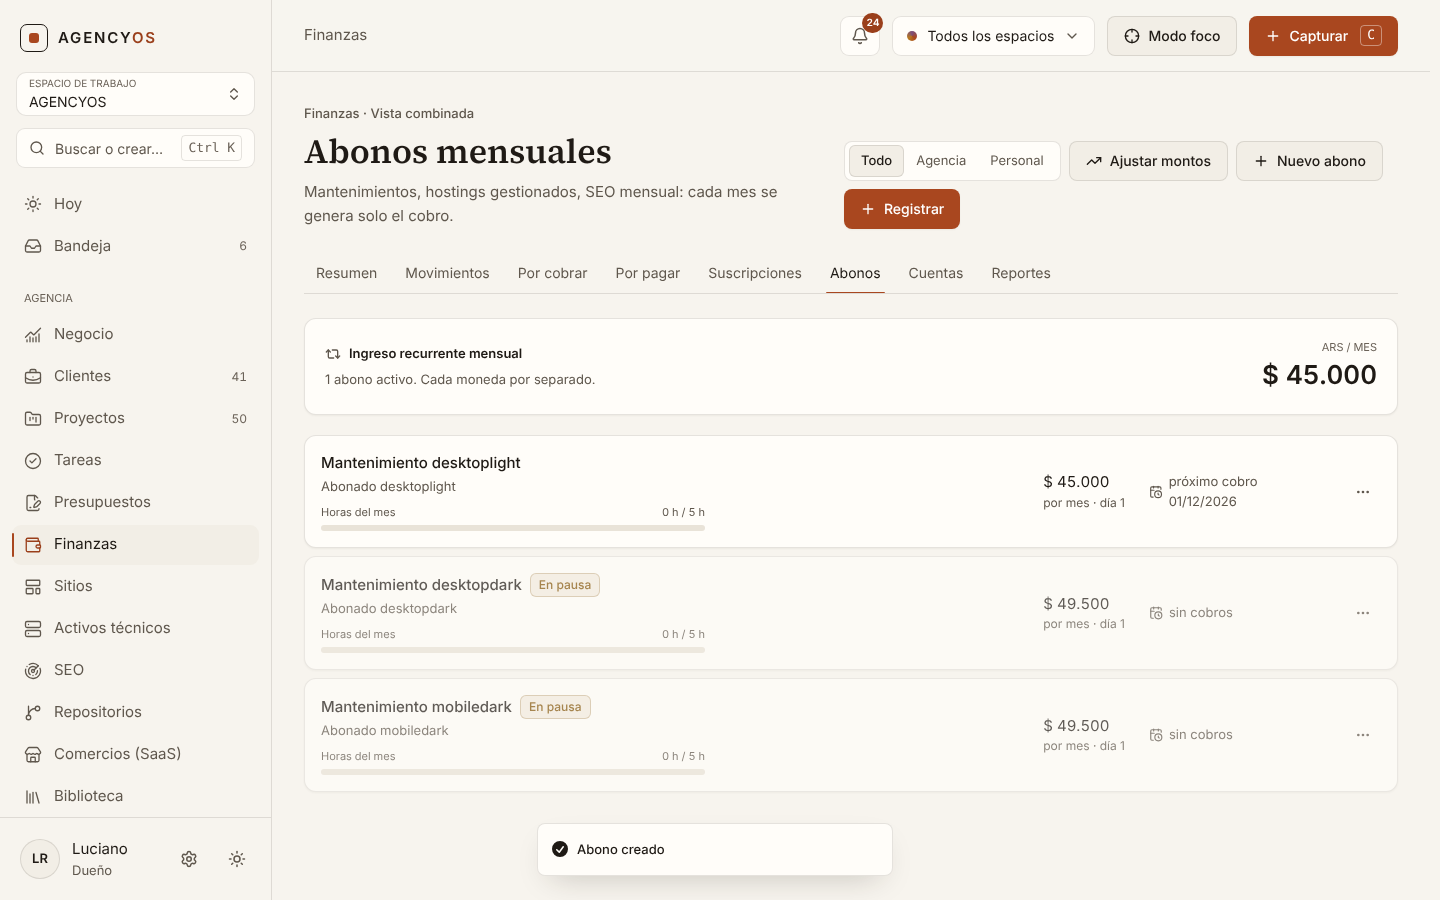 AGENCYOS
ESPACIO DE TRABAJO
AGENCYOS
Buscar o crear... Ctrl K
Hoy
Bandeja 6
AGENCIA
Negocio
Clientes 41
Proyectos 50
Tareas
Presupuestos
Finanzas
Sitios
Activos técnicos
SEO
Repositorios
Comercios (SaaS)
Biblioteca
LR
Luciano
Dueño
Finanzas
24
Todos los espacios
Modo foco
Capturar C
Finanzas · Vista combinada
Abonos mensuales
Mantenimientos, hostings gestionados, SEO mensual: cada mes se
genera solo el cobro.
Todo Agencia Personal
Ajustar montos
Nuevo abono
Registrar
Resumen Movimientos Por cobrar Por pagar Suscripciones Abonos Cuentas Reportes
Ingreso recurrente mensual
1 abono activo. Cada moneda por separado.
ARS / MES
$ 45.000
Mantenimiento desktoplight
Abonado desktoplight
Horas del mes 0 h / 5 h
$ 45.000
por mes · día 1
próximo cobro
01/12/2026
Mantenimiento desktopdark En pausa
Abonado desktopdark
Horas del mes 0 h / 5 h
$ 49.500
por mes · día 1
sin cobros
Mantenimiento mobiledark En pausa
Abonado mobiledark
Horas del mes 0 h / 5 h
$ 49.500
por mes · día 1
sin cobros
Abono creado